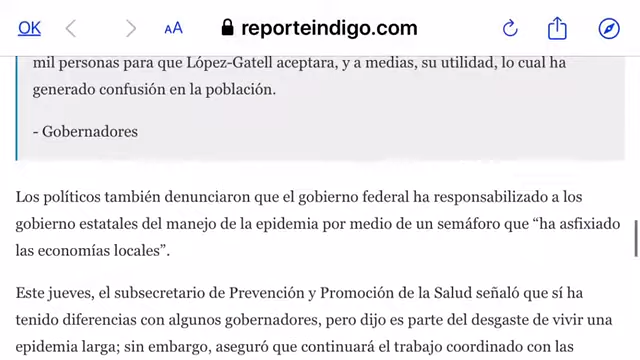 OK
AA
reporteindigo.com
mil personas para que López-Gatell aceptara, y a medias, su utilidad, lo cual ha
generado confusión en la población.
- Gobernadores
Los políticos también denunciaron que el gobierno federal ha responsabilizado a los
gobierno estatales del manejo de la epidemia por medio de un semáforo que “ha asfixiado
las economías locales”.
Este jueves, el subsecretario de Prevención y Promoción de la Salud señaló que sí ha
tenido diferencias con algunos gobernadores, pero dijo es parte del desgaste de vivir una
epidemia larga; sin embargo, aseguró que continuará el trabajo coordinado con las